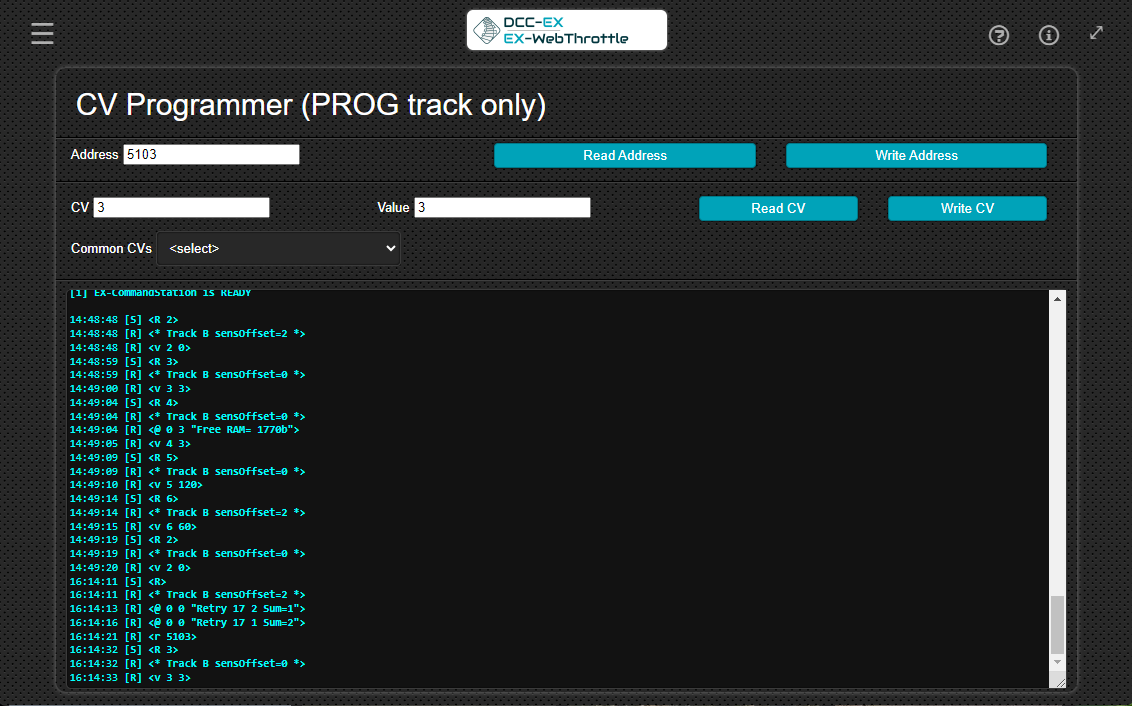 DCC-EX
EX-WebThrottle
CV Programmer (PROG track only)
Address 5103 Read Address Write Address
CV 3 Value 3 Read CV Write CV
Common CVs <select>
[1] EX-CommandStation is READY
14:48:48 [S] <R 2>
14:48:48 [R] <* Track B sensOffset=2 *>
14:48:48 [R] <v 2 0>
14:48:59 [S] <R 3>
14:48:59 [R] <* Track B sensOffset=0 *>
14:49:00 [R] <v 3 3>
14:49:04 [S] <R 4>
14:49:04 [R] <* Track B sensOffset=0 *>
14:49:04 [R] <@ 0 3 "Free RAM= 1770b">
14:49:05 [R] <v 4 3>
14:49:09 [S] <R 5>
14:49:09 [R] <* Track B sensOffset=0 *>
14:49:10 [R] <v 5 120>
14:49:14 [S] <R 6>
14:49:14 [R] <* Track B sensOffset=2 *>
14:49:15 [R] <v 6 60>
14:49:19 [S] <R 2>
14:49:19 [R] <* Track B sensOffset=0 *>
14:49:20 [R] <v 2 0>
16:14:11 [S] <R>
16:14:11 [R] <* Track B sensOffset=2 *>
16:14:13 [R] <@ 0 0 "Retry 17 2 Sum=1">
16:14:16 [R] <@ 0 0 "Retry 17 1 Sum=2">
16:14:21 [R] <r 5103>
16:14:32 [S] <R 3>
16:14:32 [R] <* Track B sensOffset=0 *>
16:14:33 [R] <v 3 3>